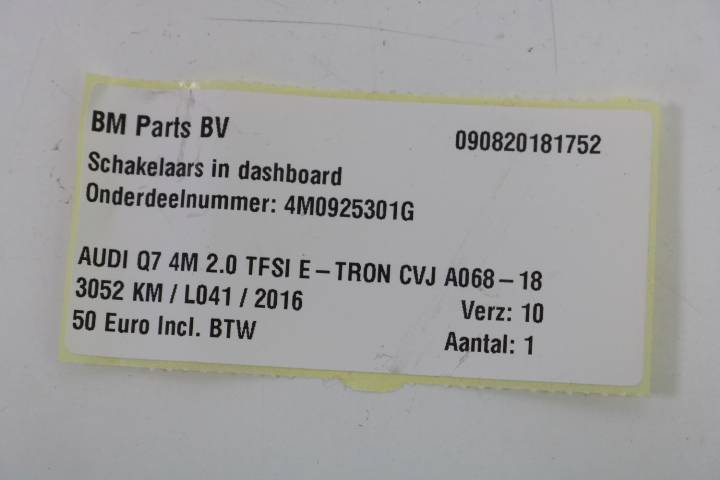 BM Parts BV 090820181752
Schakelaars in dashboard
Onderdeelnummer: 4M0925301G
AUDI Q7 4M 2.0 TFSI E-TRON CVJ A068-18
3052 KM / L041 / 2016 Verz: 10
50 Euro Incl. BTW Aantal: 1